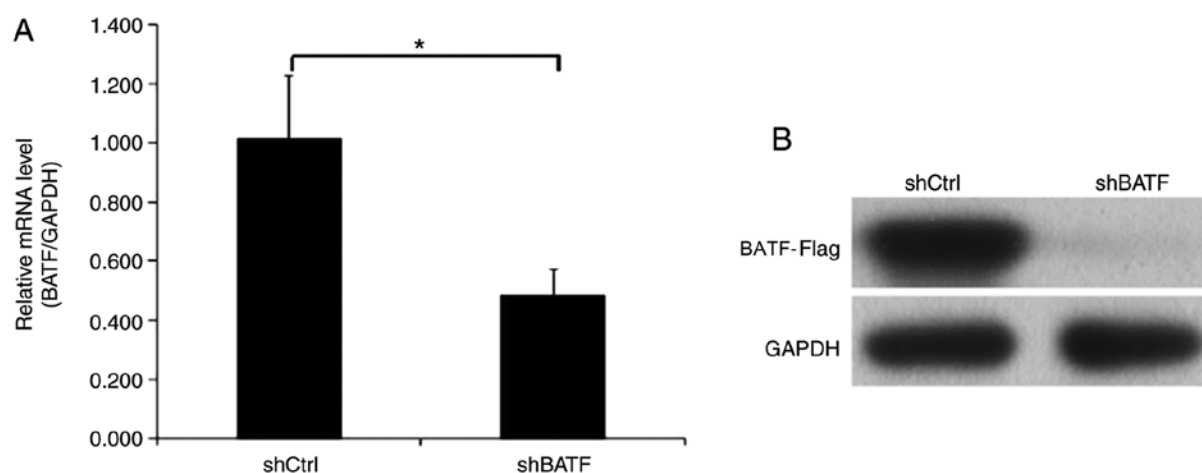 A
Relative mRNA level
(BATF/GAPDH)
1.400
1.200
1.000
0.800
0.600
0.400
0.200
0.000
*
shCtrl
shBATF
B
shCtrl
shBATF
BATF-Flag
GAPDH